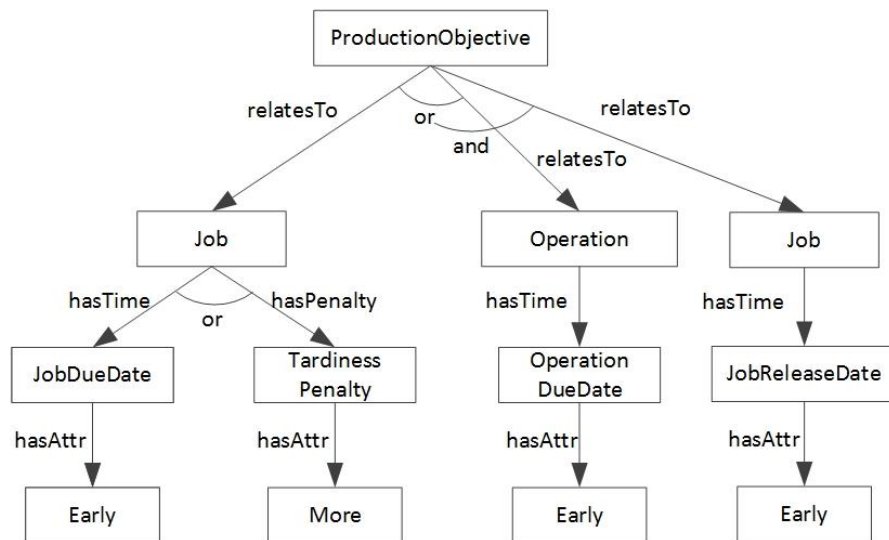 ProductionObjective
relatesTo
or
relatesTo
and
relatesTo
Job
Operation
Job
hasTime
or
hasPenalty
hasTime
hasTime
JobDueDate
Tardiness
Penalty
Operation
DueDate
JobReleaseDate
hasAttr
hasAttr
hasAttr
hasAttr
Early
More
Early
Early